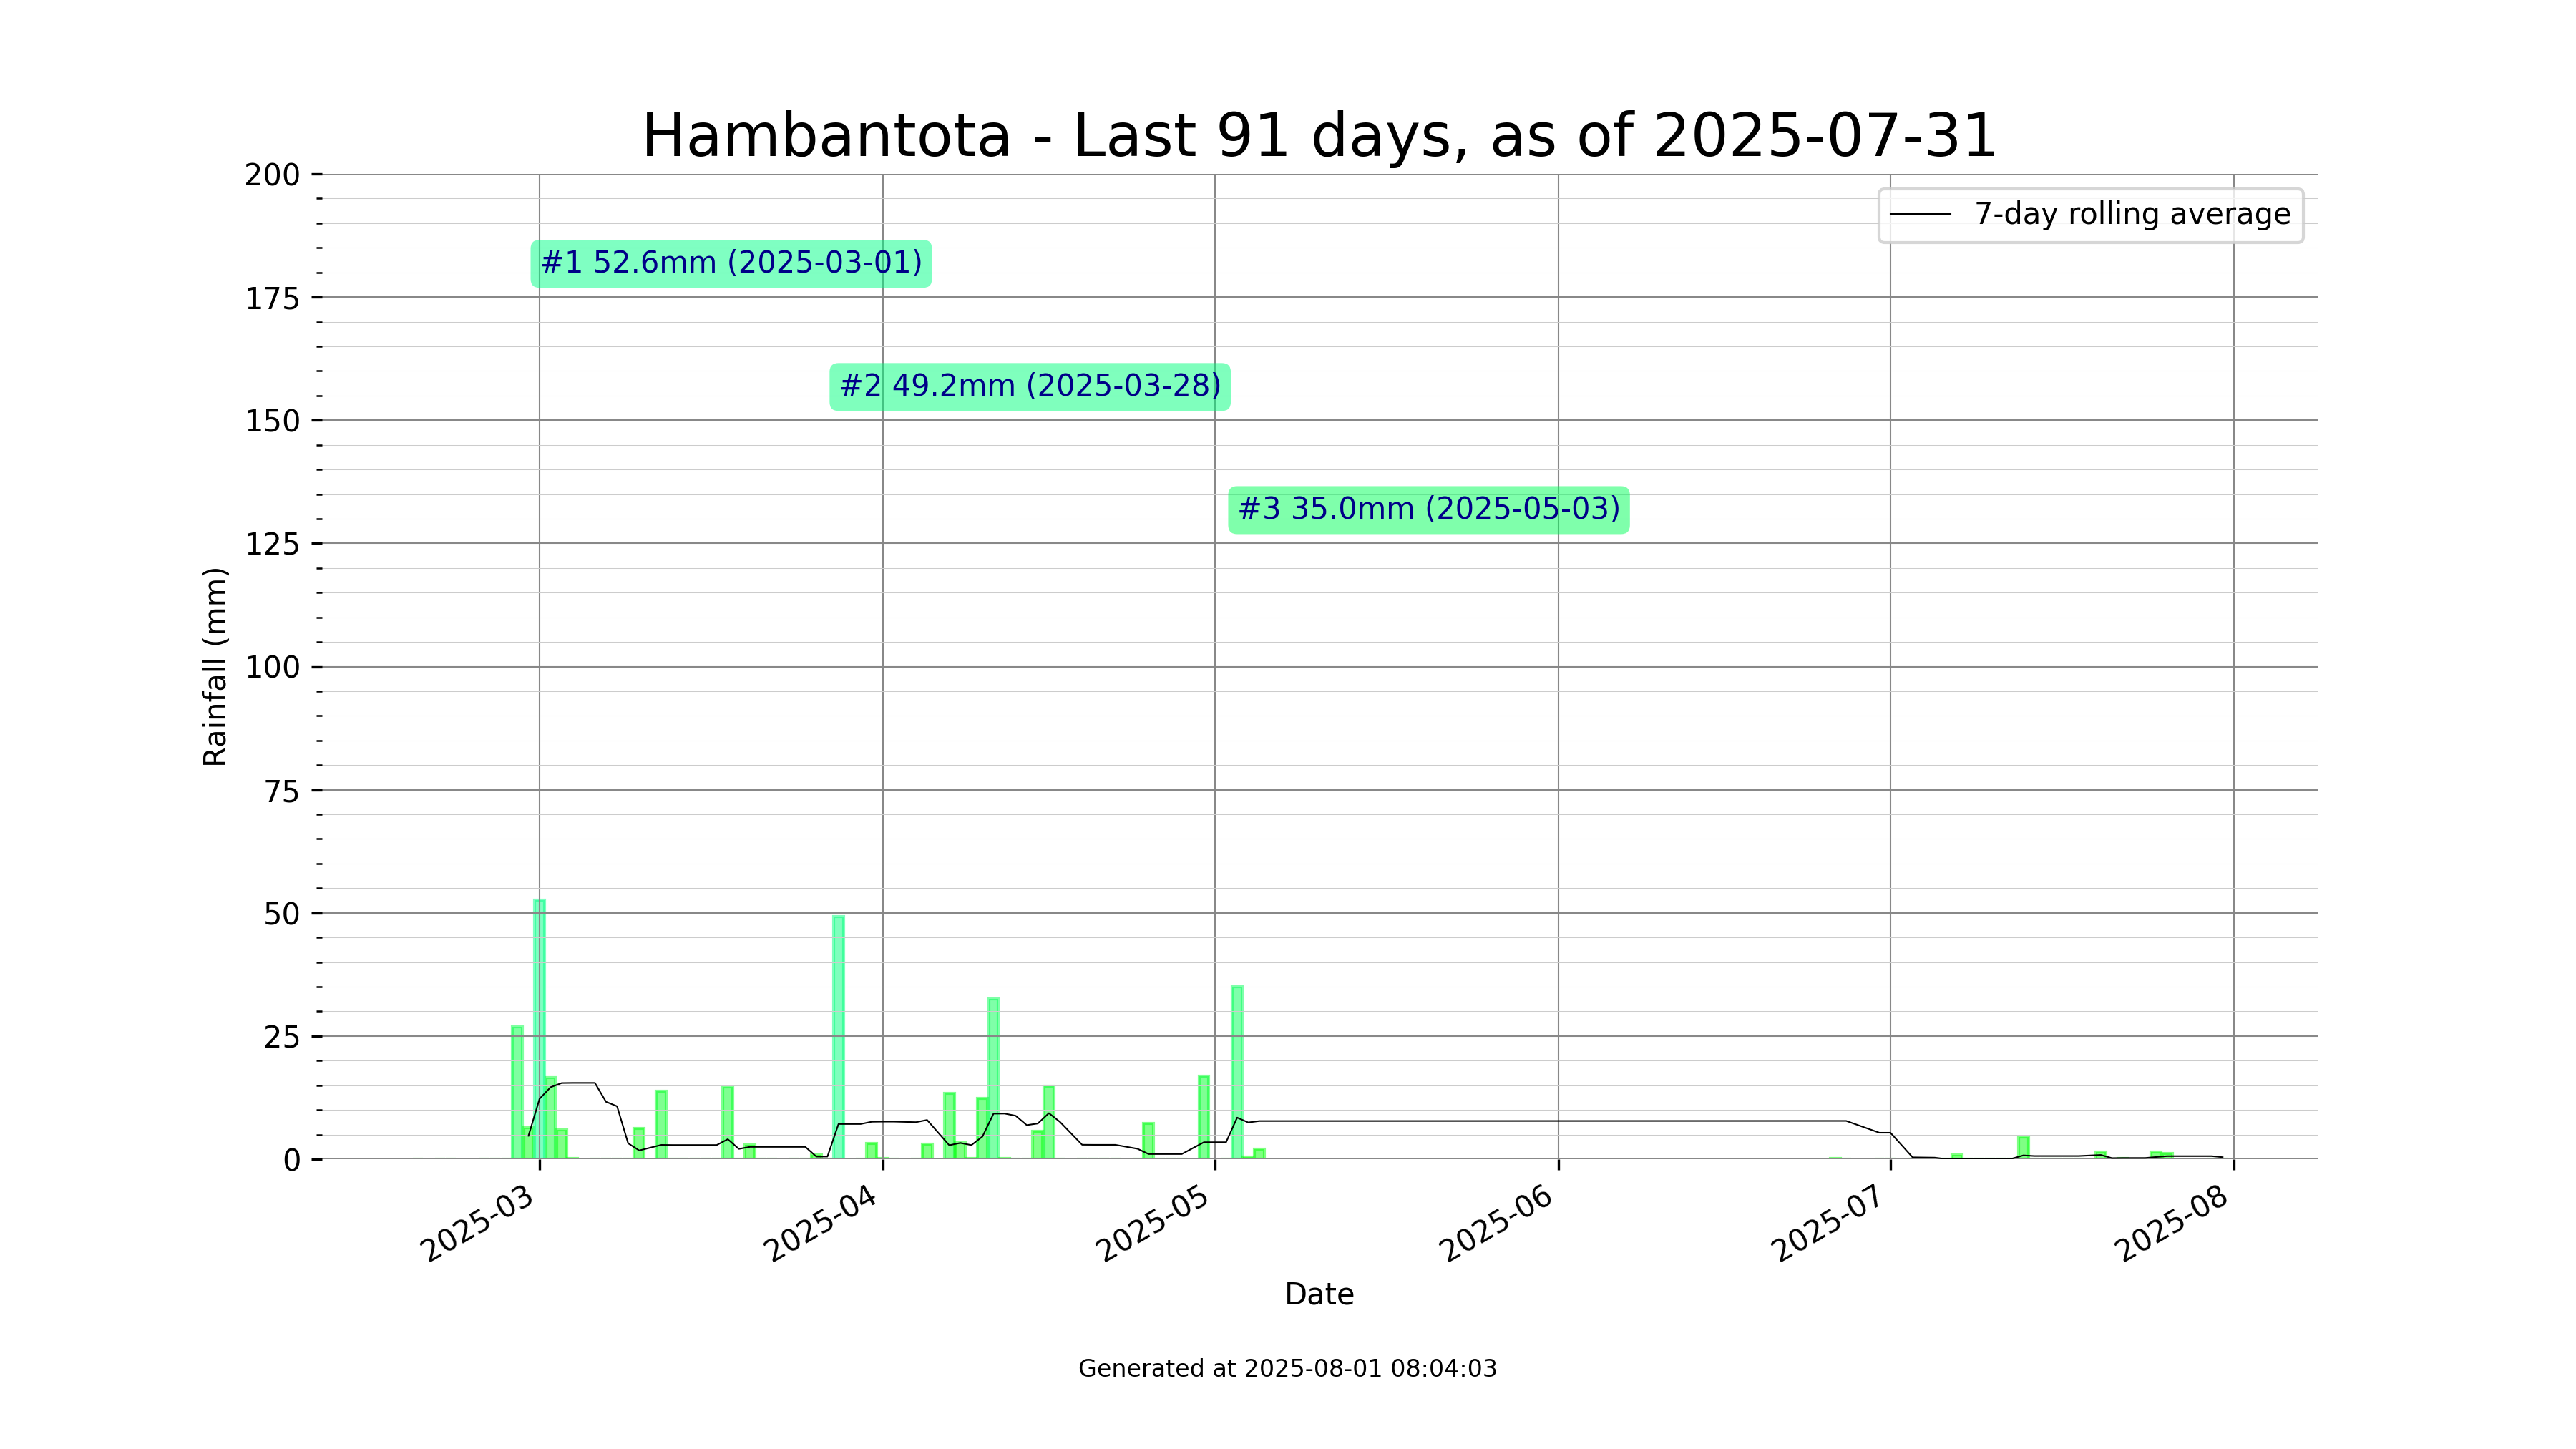 Hambantota - Last 91 days, as of 2025-07-31
200
175
150
125
100
75
50
25
0
Rainfall (mm)
7-day rolling average
#1 52.6mm (2025-03-01)
#2 49.2mm (2025-03-28)
#3 35.0mm (2025-05-03)
2025-03
2025-04
2025-05
2025-06
2025-07
2025-08
Date
Generated at 2025-08-01 08:04:03